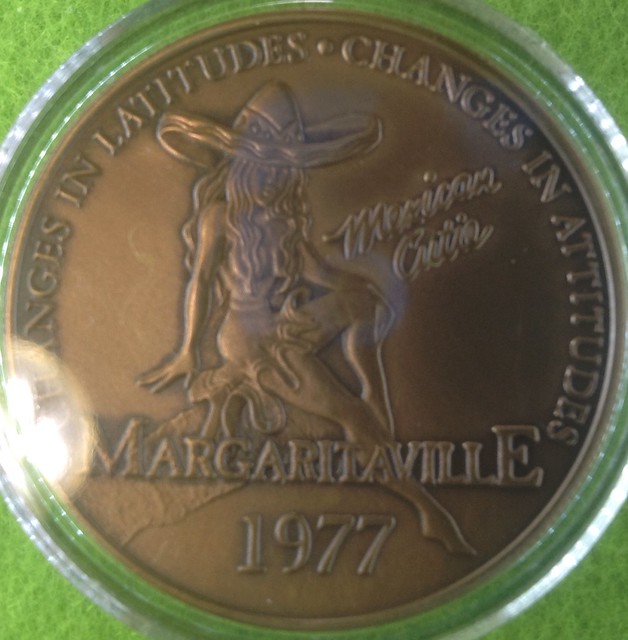 CHANGES IN LATITUDES • CHANGES IN ATTITUDES
Mexican
Cutie
MARGARITAVILLE
1977